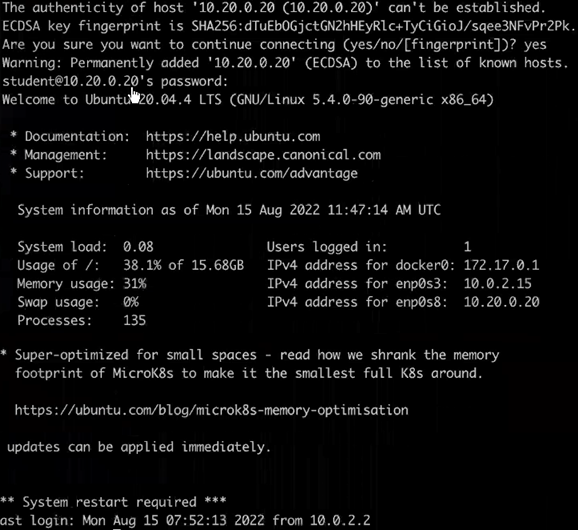 The authenticity of host '10.20.0.20 (10.20.0.20)' can't be established.
ECDSA key fingerprint is SHA256:dTuEbOGjctGN2hHEyRlc+TyCiGioJ/sqee3NFvPr2Pk.
Are you sure you want to continue connecting (yes/no/[fingerprint])? yes
Warning: Permanently added '10.20.0.20' (ECDSA) to the list of known hosts.
student@10.20.0.20's password:
Welcome to Ubuntu 20.04.4 LTS (GNU/Linux 5.4.0-90-generic x86_64)
* Documentation: https://help.ubuntu.com
* Management: https://landscape.canonical.com
* Support: https://ubuntu.com/advantage
System information as of Mon 15 Aug 2022 11:47:14 AM UTC
System load: 0.08 Users logged in: 1
Usage of /: 38.1% of 15.68GB IPv4 address for docker0: 172.17.0.1
Memory usage: 31% IPv4 address for enp0s3: 10.0.2.15
Swap usage: 0% IPv4 address for enp0s8: 10.20.0.20
Processes: 135
* Super-optimized for small spaces - read how we shrank the memory
footprint of MicroK8s to make it the smallest full K8s around.
https://ubuntu.com/blog/microk8s-memory-optimisation
updates can be applied immediately.
** System restart required ***
ast login: Mon Aug 15 07:52:13 2022 from 10.0.2.2